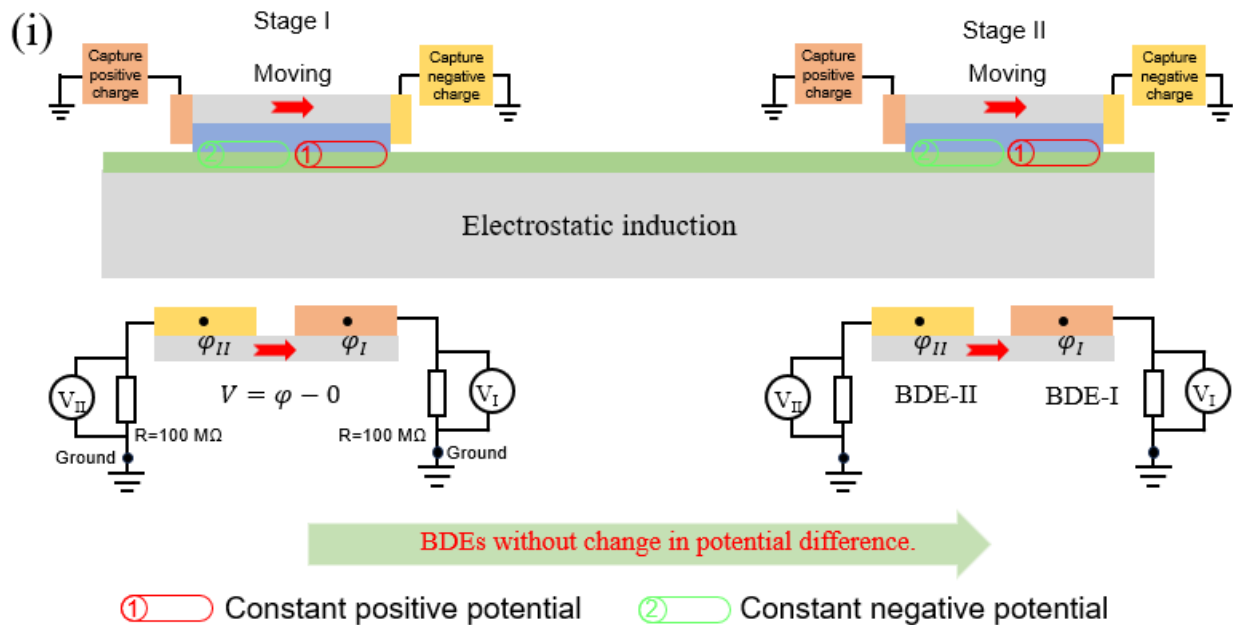 (i)
Stage I
Moving
Capture
positive
charge
Capture
negative
charge
2
1
Stage II
Moving
Capture
positive
charge
Capture
negative
charge
2
1
Electrostatic induction
φII
φI
VII
V = φ − 0
VI
R=100 MΩ
R=100 MΩ
Ground
Ground
φII
φI
VII
BDE-II
BDE-I
VI
BDEs without change in potential difference.
1 Constant positive potential
2 Constant negative potential